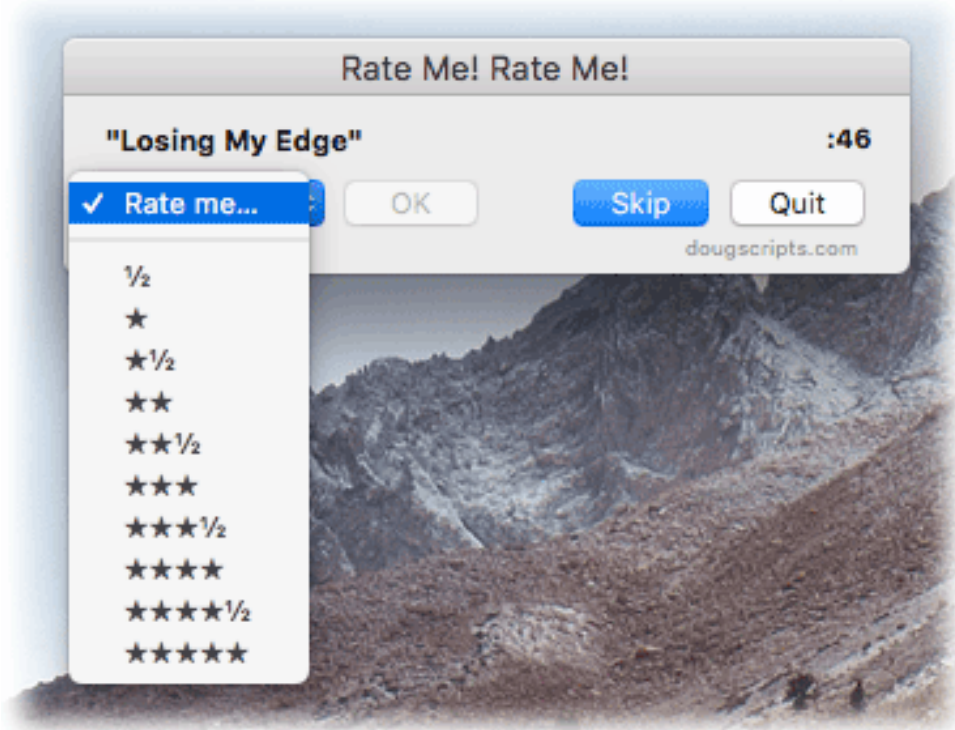 Rate Me! Rate Me!
"Losing My Edge" :46
✓ Rate me... OK Skip Quit
dougscripts.com
½
★
★½
★★
★★½
★★★
★★★½
★★★★
★★★★½
★★★★★